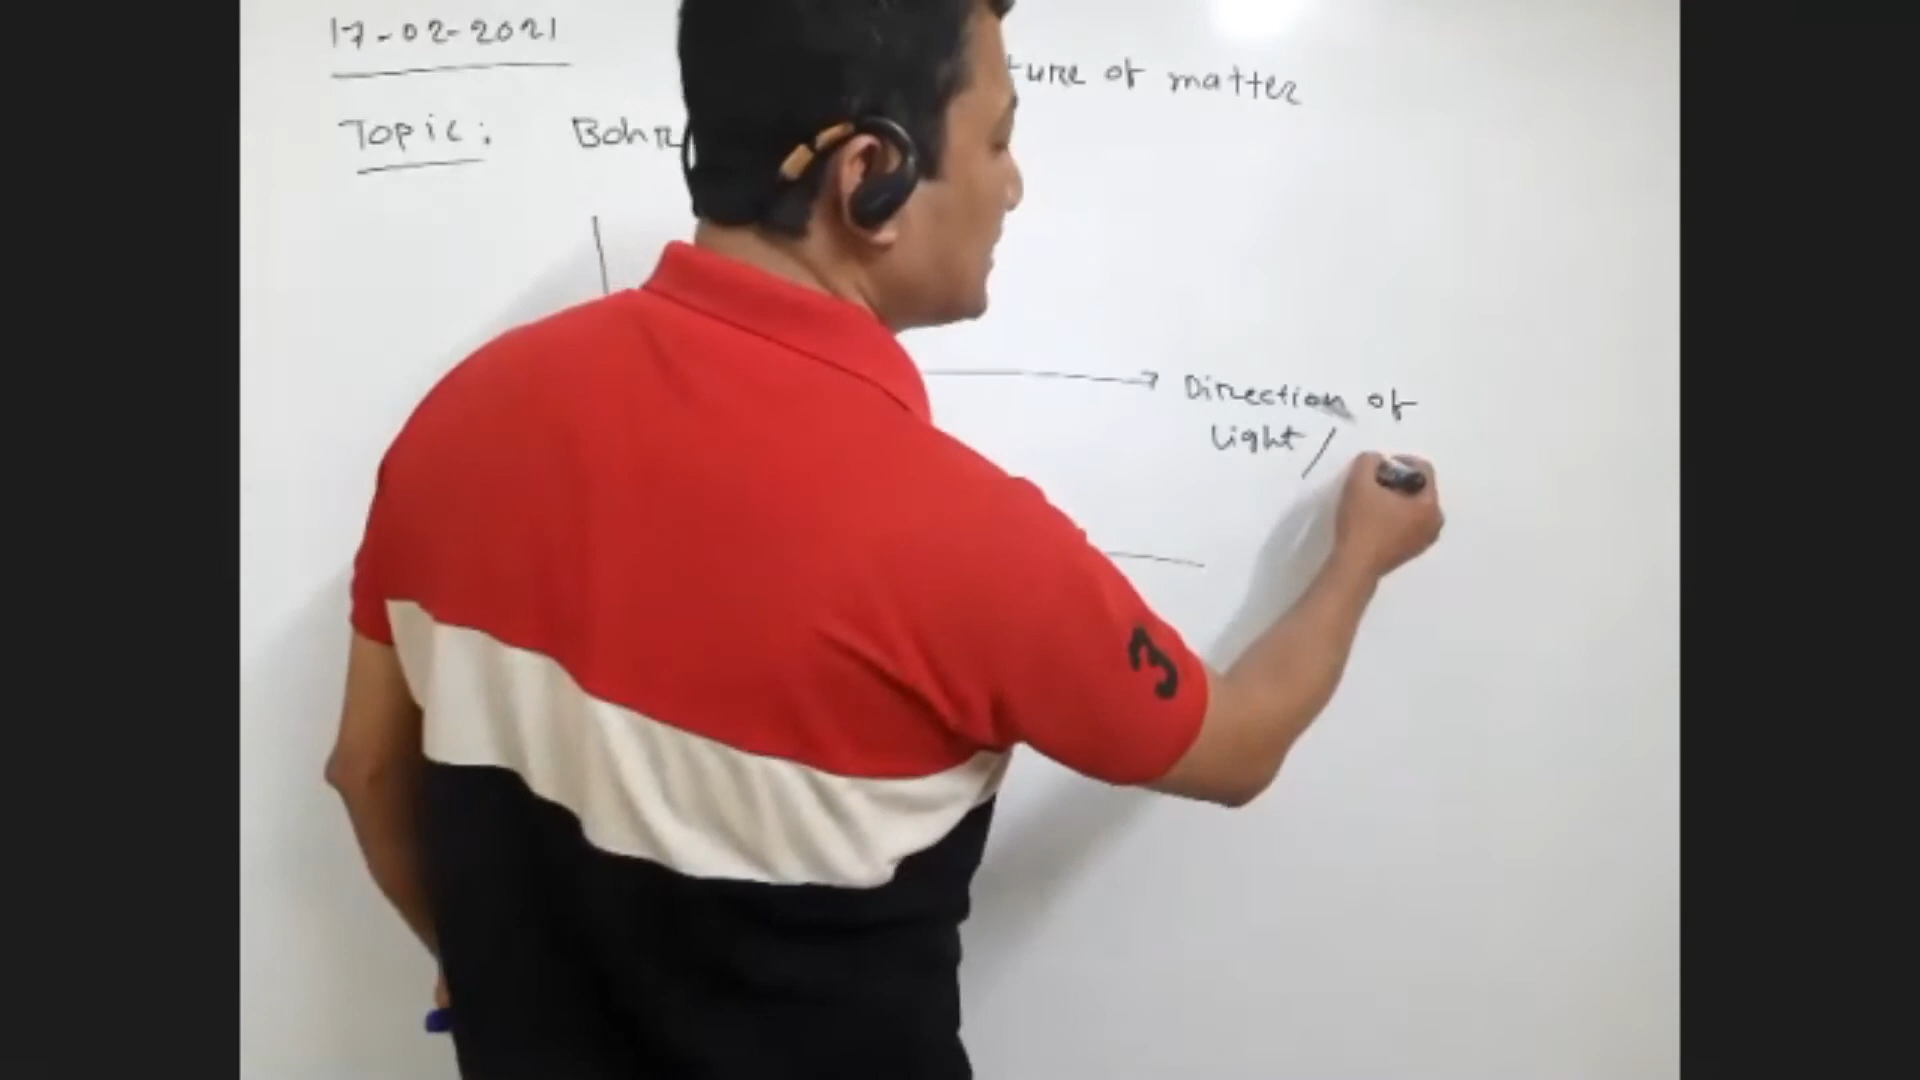 17-02-2021
ture of matter
Topic: Bohr
Direction of
light /
3